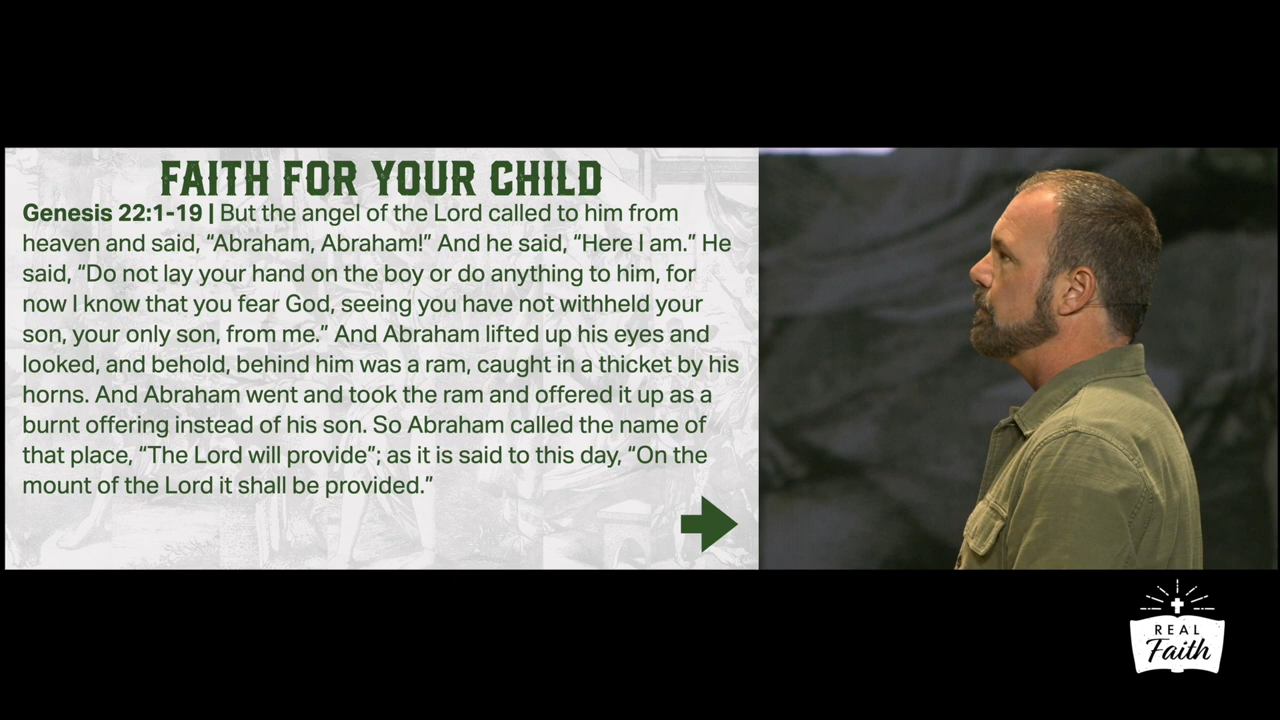 FAITH FOR YOUR CHILD
Genesis 22:1-19 | But the angel of the Lord called to him from
heaven and said, “Abraham, Abraham!” And he said, “Here I am.” He
said, “Do not lay your hand on the boy or do anything to him, for
now I know that you fear God, seeing you have not withheld your
son, your only son, from me.” And Abraham lifted up his eyes and
looked, and behold, behind him was a ram, caught in a thicket by his
horns. And Abraham went and took the ram and offered it up as a
burnt offering instead of his son. So Abraham called the name of
that place, “The Lord will provide”; as it is said to this day, “On the
mount of the Lord it shall be provided.”
REAL
Faith